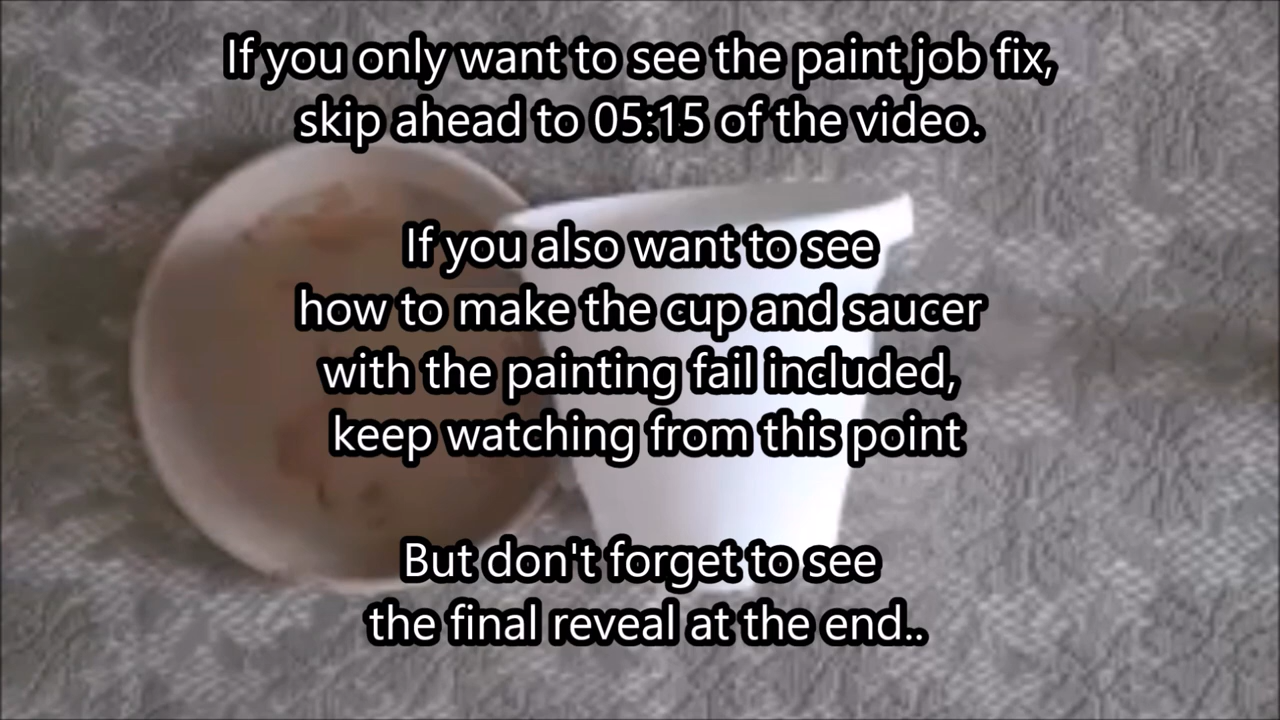 If you only want to see the paint job fix,
skip ahead to 05:15 of the video.
If you also want to see
how to make the cup and saucer
with the painting fail included,
keep watching from this point
But don't forget to see
the final reveal at the end..